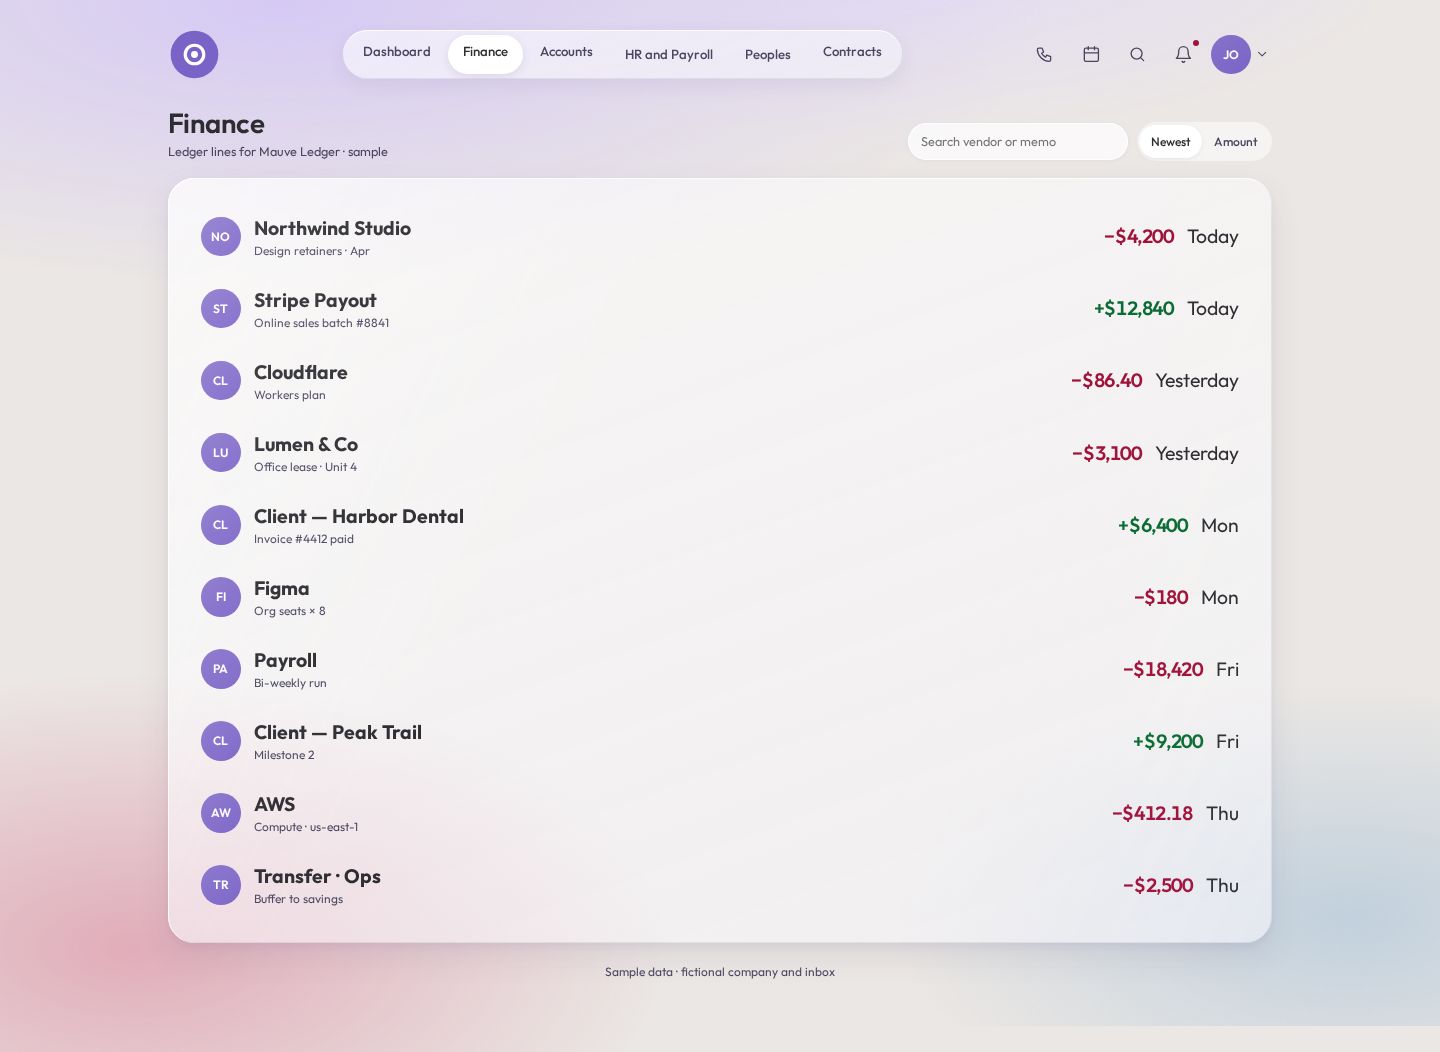 Dashboard Finance Accounts HR and Payroll Peoples Contracts JO
Finance
Ledger lines for Mauve Ledger · sample
Search vendor or memo Newest Amount
NO Northwind Studio −$4,200 Today
Design retainers · Apr
ST Stripe Payout +$12,840 Today
Online sales batch #8841
CL Cloudflare −$86.40 Yesterday
Workers plan
LU Lumen & Co −$3,100 Yesterday
Office lease · Unit 4
CL Client — Harbor Dental +$6,400 Mon
Invoice #4412 paid
FI Figma −$180 Mon
Org seats × 8
PA Payroll −$18,420 Fri
Bi-weekly run
CL Client — Peak Trail +$9,200 Fri
Milestone 2
AW AWS −$412.18 Thu
Compute · us-east-1
TR Transfer · Ops −$2,500 Thu
Buffer to savings
Sample data · fictional company and inbox